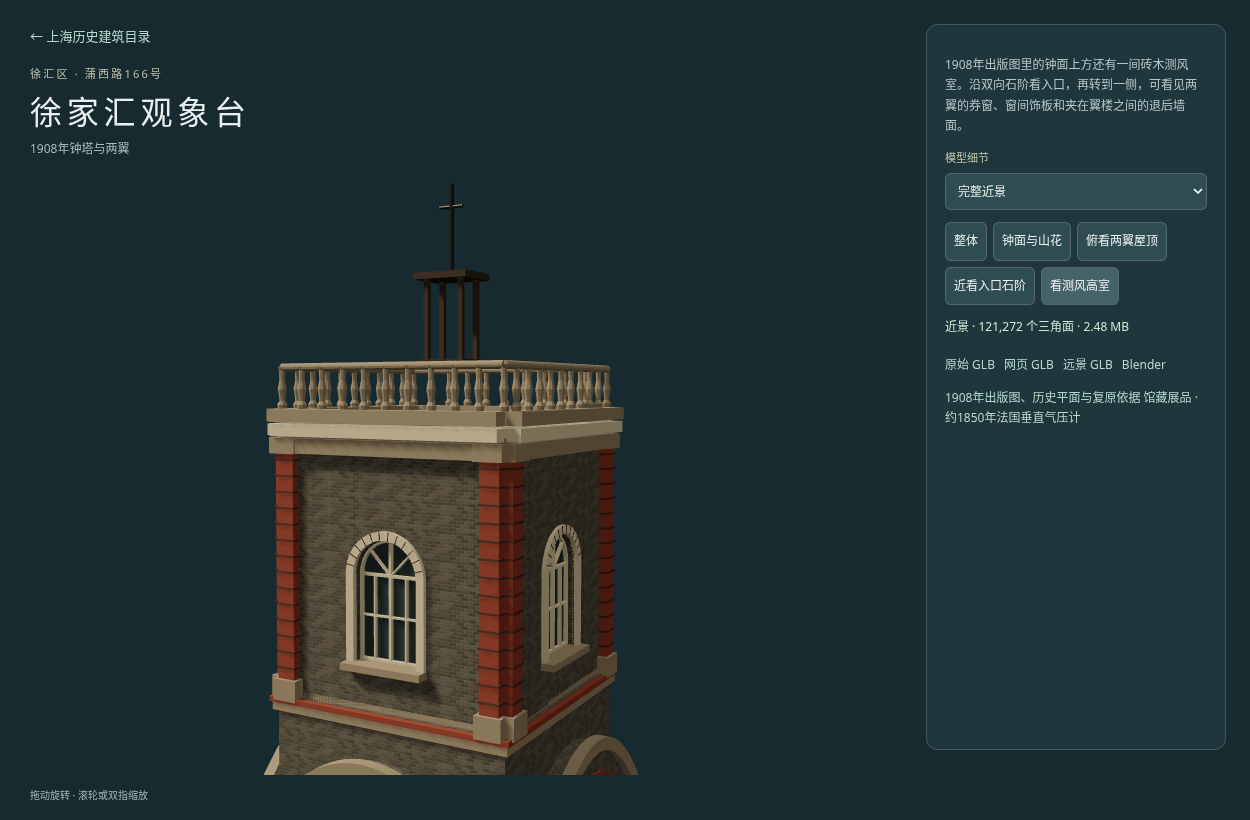 ← 上海历史建筑目录
徐汇区 · 蒲西路166号
徐家汇观象台
1908年钟塔与两翼
1908年出版图里的钟面上方还有一间砖木测风
室。沿双向石阶看入口，再转到一侧，可看见两
翼的券窗、窗间饰板和夹在翼楼之间的退后墙
面。
模型细节
完整近景
整体 钟面与山花 俯看两翼屋顶
近看入口石阶 看测风高室
近景 · 121,272 个三角面 · 2.48 MB
原始 GLB 网页 GLB 远景 GLB Blender
1908年出版图、历史平面与复原依据 馆藏展品 ·
约1850年法国垂直气压计
拖动旋转 · 滚轮或双指缩放